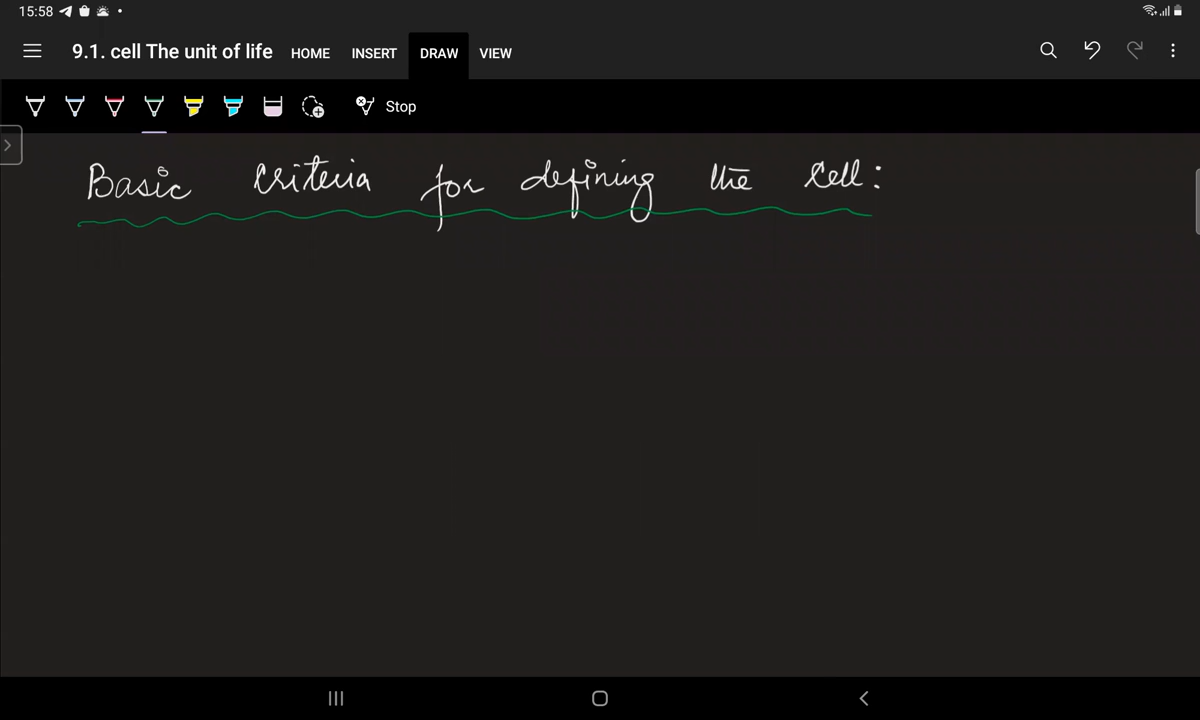 15:58
9.1. cell The unit of life HOME INSERT DRAW VIEW
Stop
Basic Criteria for defining the Cell: